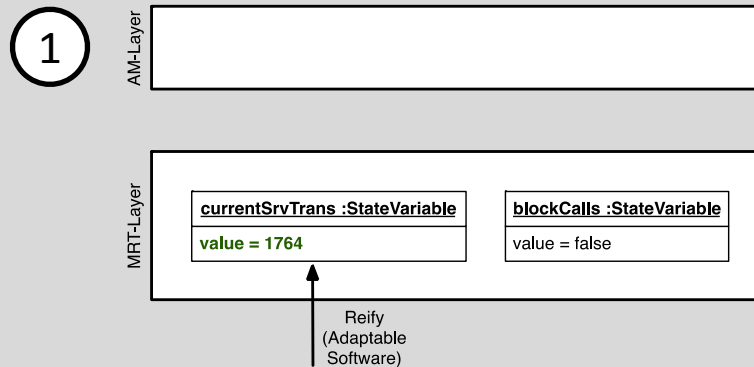 1
AM-Layer
MRT-Layer
currentSrvTrans :StateVariable
value = 1764
blockCalls :StateVariable
value = false
Reify
(Adaptable
Software)